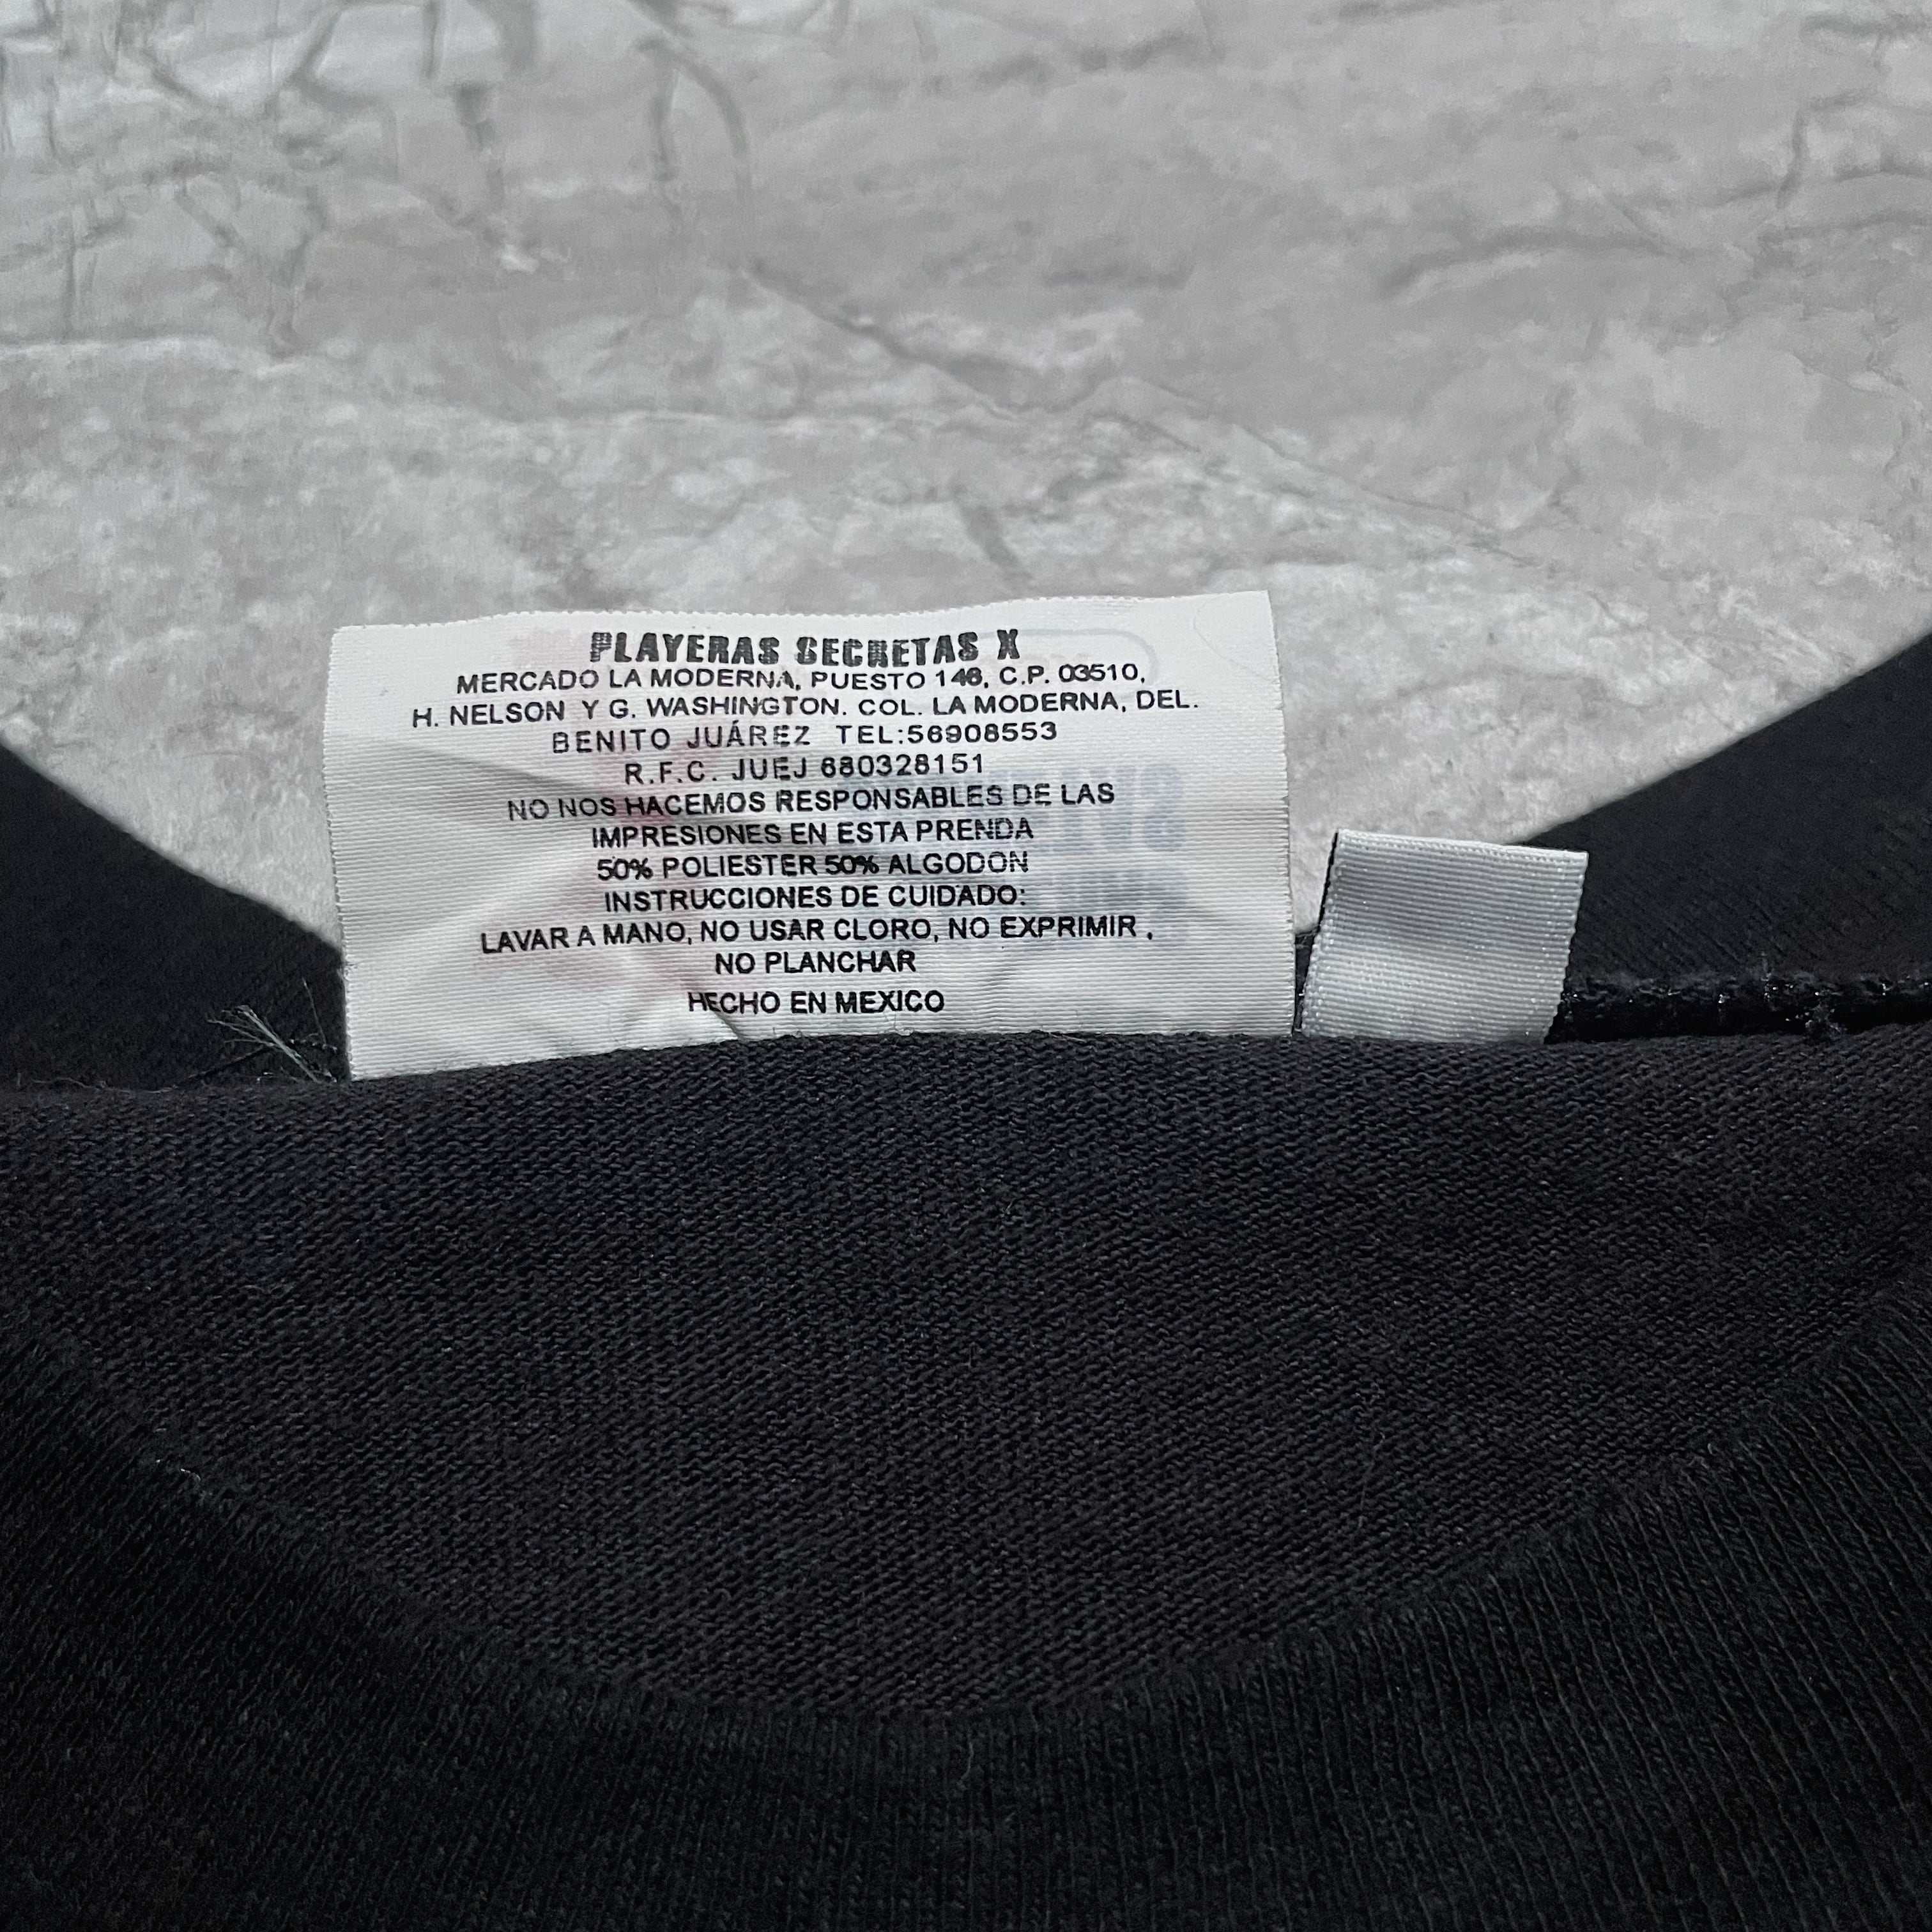 PLAYERAS SECRETAS X
MERCADO LA MODERNA, PUESTO 146, C.P. 03510,
H. NELSON Y G. WASHINGTON. COL. LA MODERNA, DEL.
BENITO JUÁREZ TEL:56908553
R.F.C. JUEJ 680328151
NO NOS HACEMOS RESPONSABLES DE LAS
IMPRESIONES EN ESTA PRENDA
50% POLIESTER 50% ALGODON
INSTRUCCIONES DE CUIDADO:
LAVAR A MANO, NO USAR CLORO, NO EXPRIMIR .
NO PLANCHAR
HECHO EN MEXICO